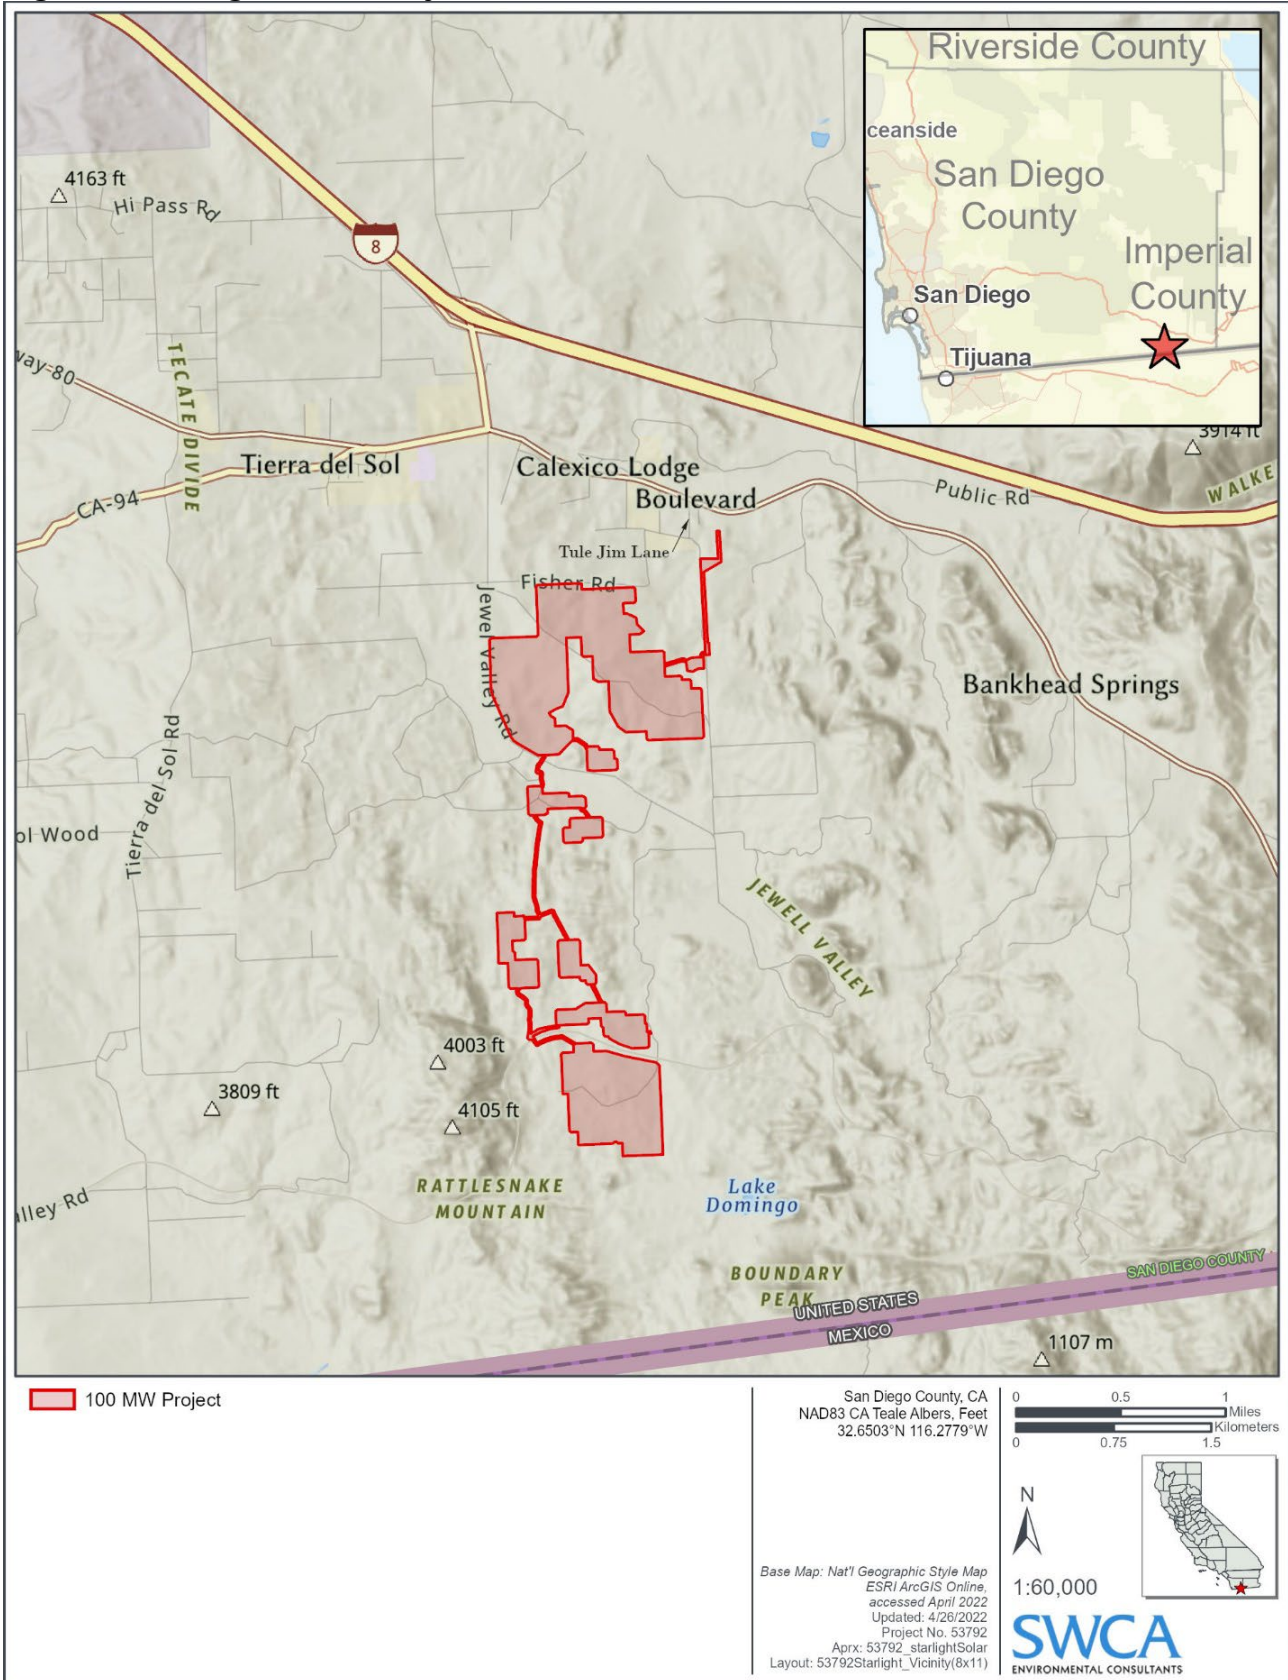 Riverside County
ceanside
San Diego
County
Imperial
County
San Diego
Tijuana
4163 ft
Hi Pass Rd
8
way-80
TECATE DIVIDE
3914 ft
WALKE
Tierra del Sol
Calexico Lodge
Boulevard
Public Rd
CA-94
Tule Jim Lane
Fisher Rd
Jewel Valley Rd
Bankhead Springs
Tierra del Sol Rd
ol Wood
JEWELL VALLEY
4003 ft
3809 ft
4105 ft
RATTLESNAKE
MOUNTAIN
Lake
Domingo
lley Rd
BOUNDARY
PEAK
SAN DIEGO COUNTY
UNITED STATES
MEXICO
1107 m
100 MW Project
San Diego County, CA
NAD83 CA Teale Albers, Feet
32.6503°N 116.2779°W
0 0.5 1
Miles
Kilometers
0 0.75 1.5
N
1:60,000
Base Map: Nat'l Geographic Style Map
ESRI ArcGIS Online,
accessed April 2022
Updated: 4/26/2022
Project No. 53792
Aprx: 53792_starlightSolar
Layout: 53792Starlight_Vicinity(8x11)
SWCA
ENVIRONMENTAL CONSULTANTS